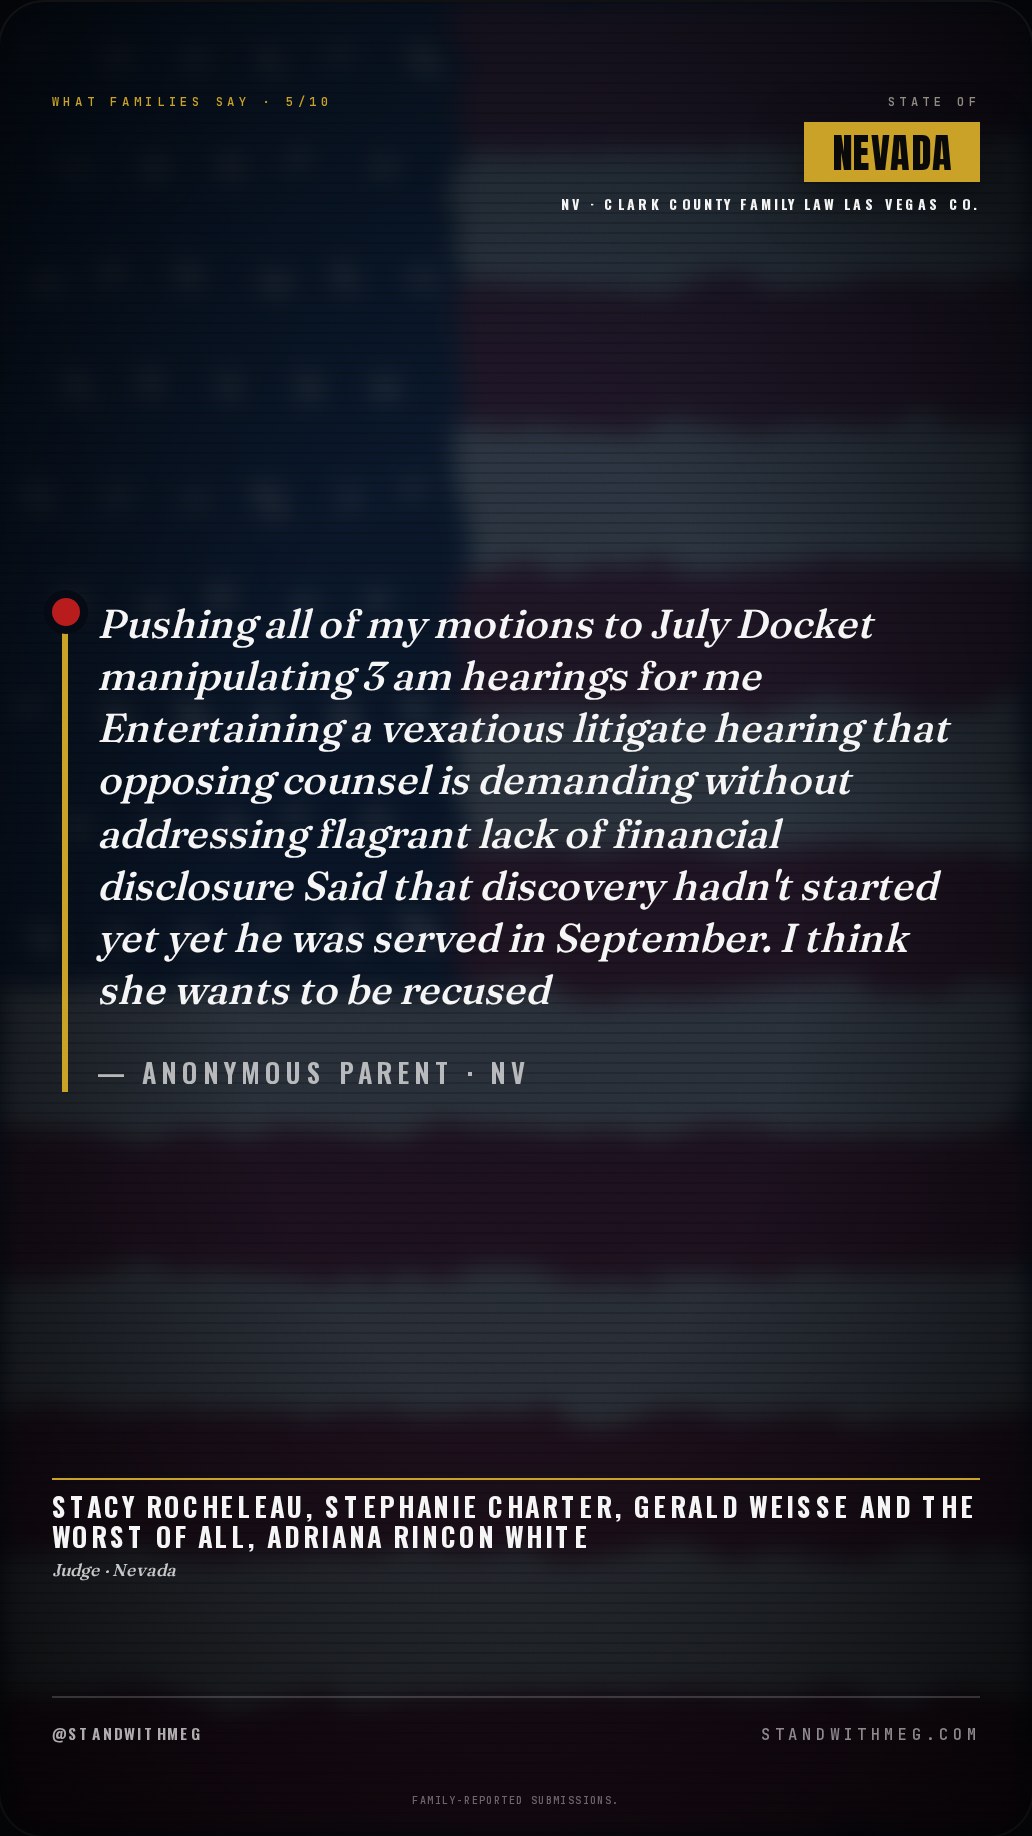 WHAT FAMILIES SAY · 5/10
STATE OF
NEVADA
NV · CLARK COUNTY FAMILY LAW LAS VEGAS CO.
Pushing all of my motions to July Docket
manipulating 3 am hearings for me
Entertaining a vexatious litigate hearing that
opposing counsel is demanding without
addressing flagrant lack of financial
disclosure Said that discovery hadn't started
yet yet he was served in September. I think
she wants to be recused
— ANONYMOUS PARENT · NV
STACY ROCHELEAU, STEPHANIE CHARTER, GERALD WEISSE AND THE
WORST OF ALL, ADRIANA RINCON WHITE
Judge · Nevada
@STANDWITHMEG
STANDWITHMEG.COM
FAMILY-REPORTED SUBMISSIONS.